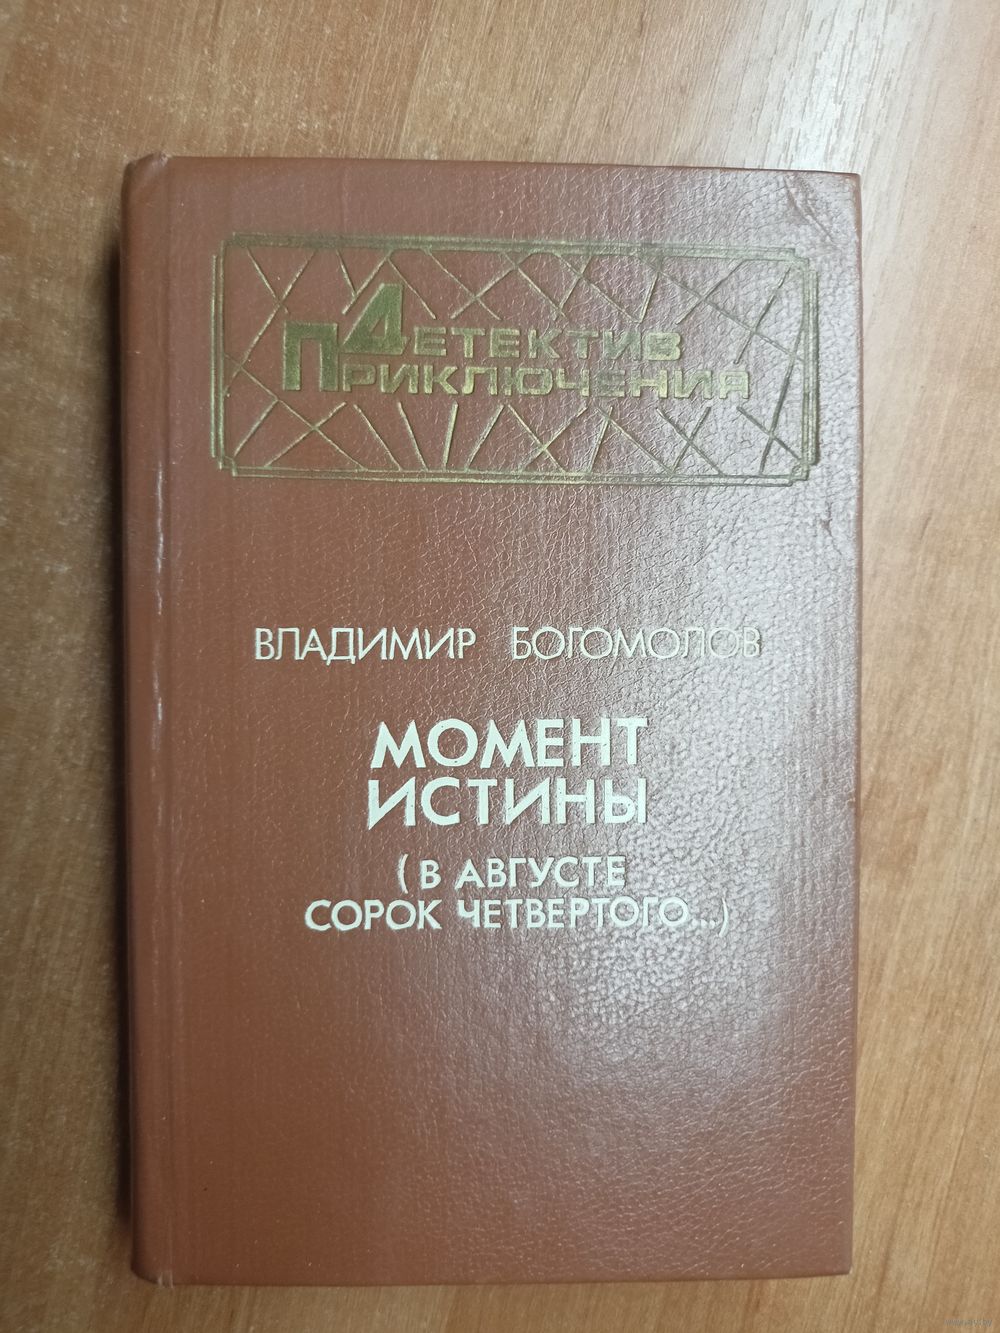 ДЕТЕКТИВ
ПРИКЛЮЧЕНИЯ
ВЛАДИМИР БОГОМОЛОВ
МОМЕНТ
ИСТИНЫ
(В АВГУСТЕ
СОРОК ЧЕТВЕРТОГО...)